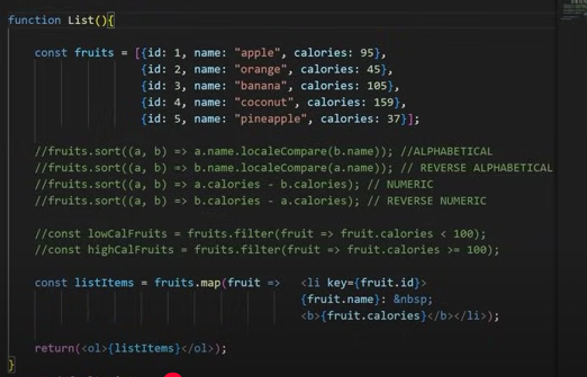 function List(){
const fruits = [{id: 1, name: "apple", calories: 95},
{id: 2, name: "orange", calories: 45},
{id: 3, name: "banana", calories: 105},
{id: 4, name: "coconut", calories: 159},
{id: 5, name: "pineapple", calories: 37}];
//fruits.sort((a, b) => a.name.localeCompare(b.name)); //ALPHABETICAL
//fruits.sort((a, b) => b.name.localeCompare(a.name)); // REVERSE ALPHABETICAL
//fruits.sort((a, b) => a.calories - b.calories); // NUMERIC
//fruits.sort((a, b) => b.calories - a.calories); // REVERSE NUMERIC
//const lowCalFruits = fruits.filter(fruit => fruit.calories < 100);
//const highCalFruits = fruits.filter(fruit => fruit.calories >= 100);
const listItems = fruits.map(fruit => <li key={fruit.id}>
{fruit.name}: &nbsp;
<b>{fruit.calories}</b></li>);
return(<ol>{listItems}</ol>);
}